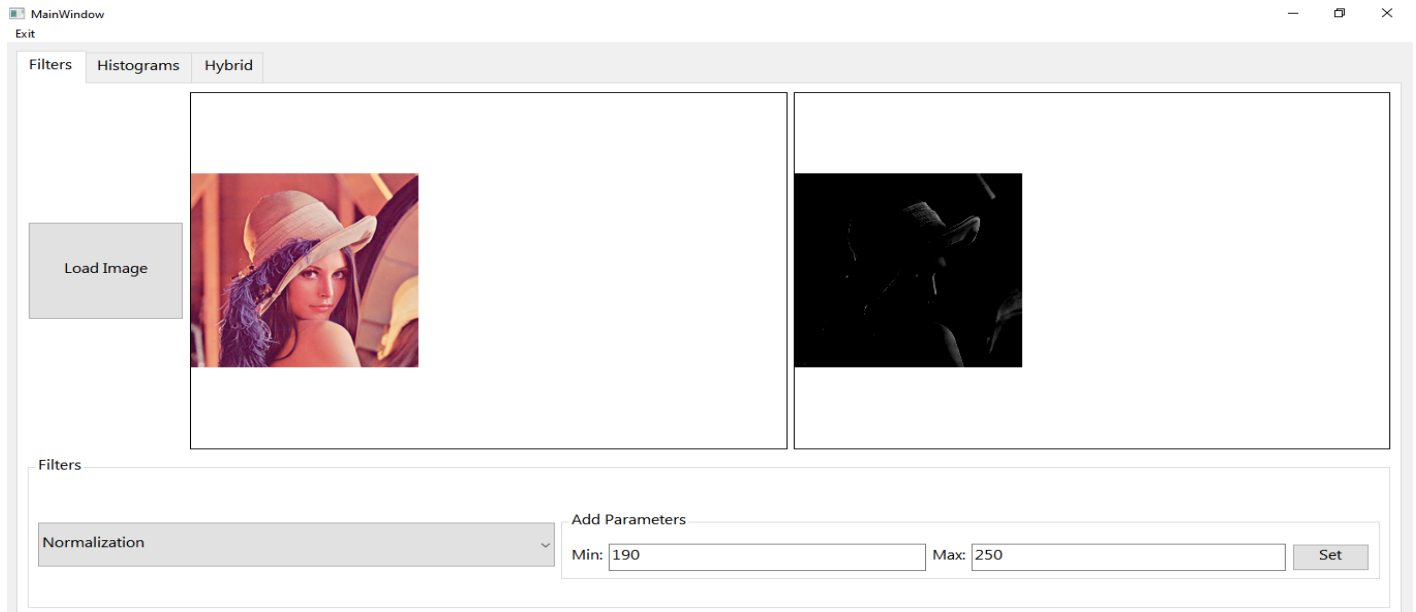 MainWindow
Exit
Filters Histograms Hybrid
Load Image
Filters
Add Parameters
Normalization
Min: 190 Max: 250 Set